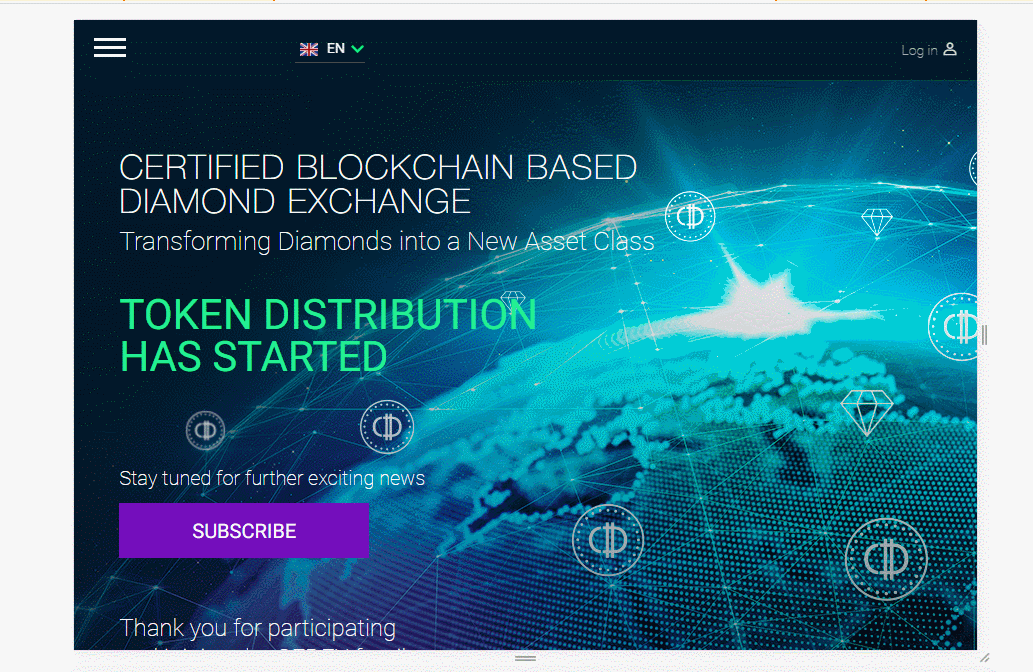 EN
Log in
CERTIFIED BLOCKCHAIN BASED
DIAMOND EXCHANGE
Transforming Diamonds into a New Asset Class
TOKEN DISTRIBUTION
HAS STARTED
Stay tuned for further exciting news
SUBSCRIBE
Thank you for participating